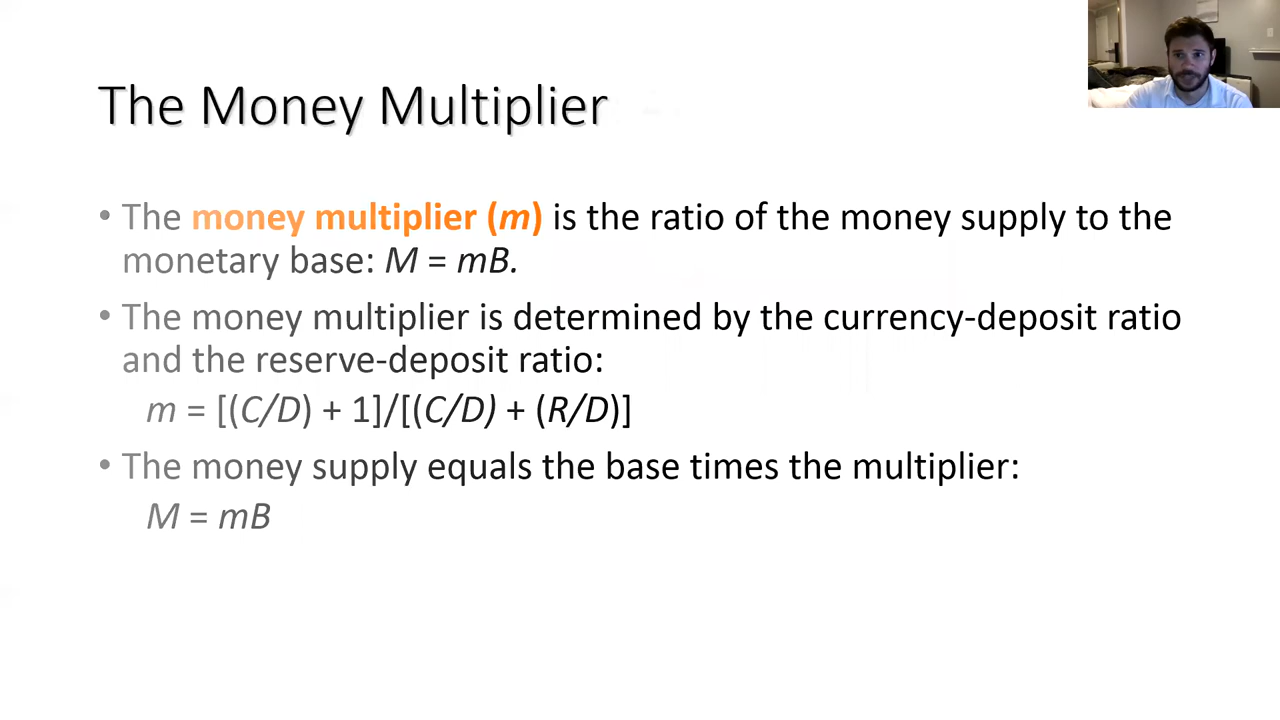 The Money Multiplier
• The money multiplier (m) is the ratio of the money supply to the
monetary base: M = mB.
• The money multiplier is determined by the currency-deposit ratio
and the reserve-deposit ratio:
m = [(C/D) + 1]/[(C/D) + (R/D)]
• The money supply equals the base times the multiplier:
M = mB